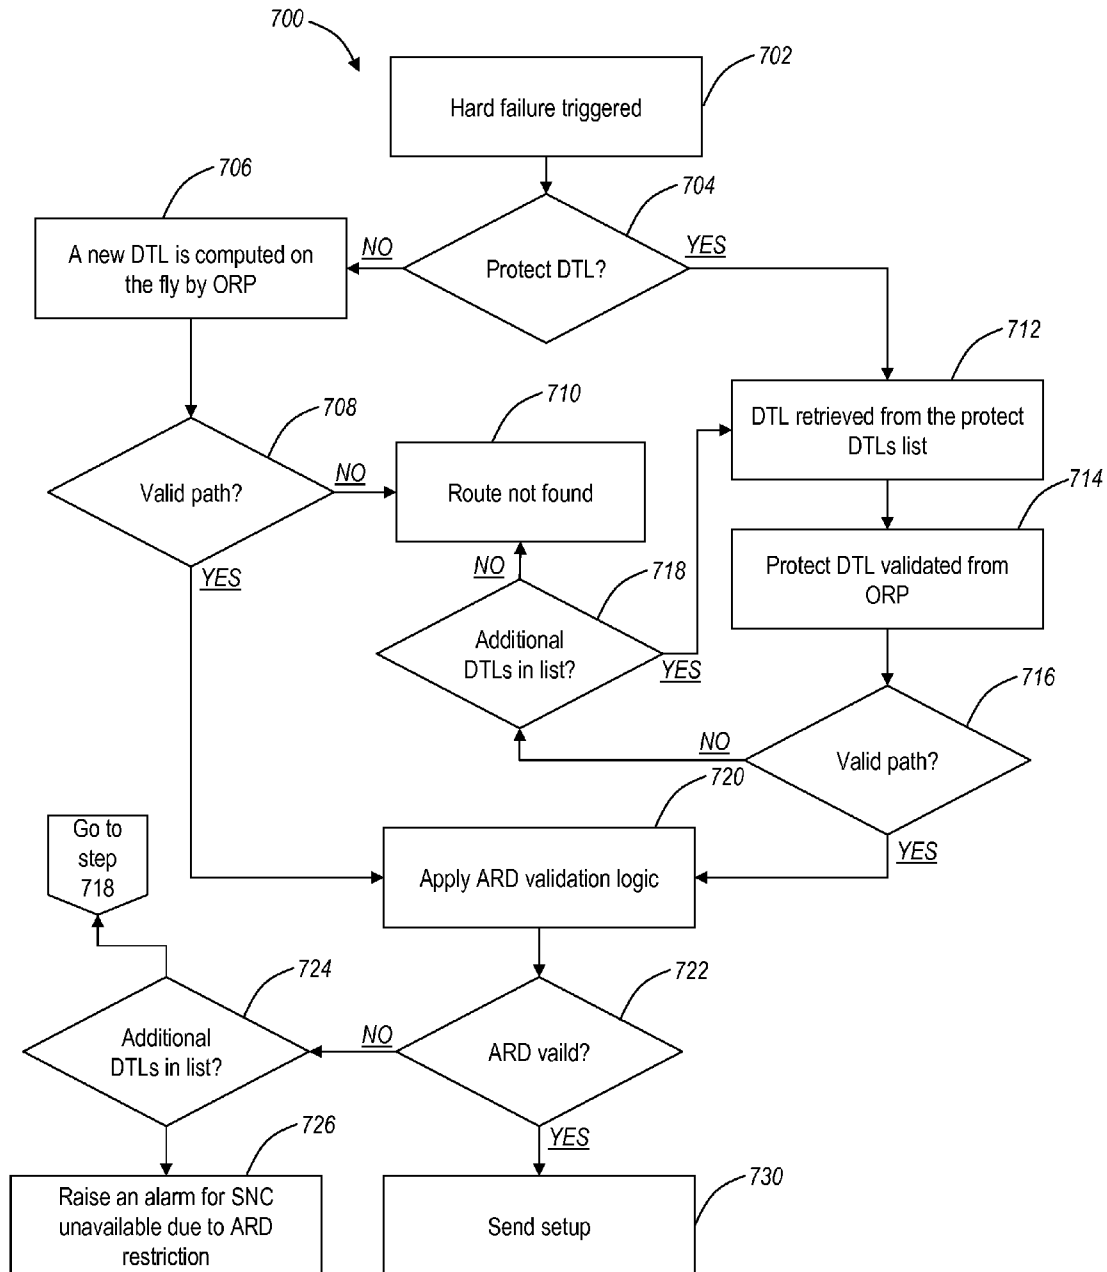 700
702
Hard failure triggered
706
704
A new DTL is computed on
the fly by ORP
NO
Protect DTL?
YES
712
708
710
DTL retrieved from the protect
DTLs list
Valid path?
NO
Route not found
714
YES
NO
718
Protect DTL validated from
ORP
Additional
DTLs in list?
YES
716
NO
Valid path?
720
Go to
step
718
Apply ARD validation logic
YES
724
722
Additional
DTLs in list?
NO
ARD vaild?
726
YES
730
Raise an alarm for SNC
unavailable due to ARD
restriction
Send setup